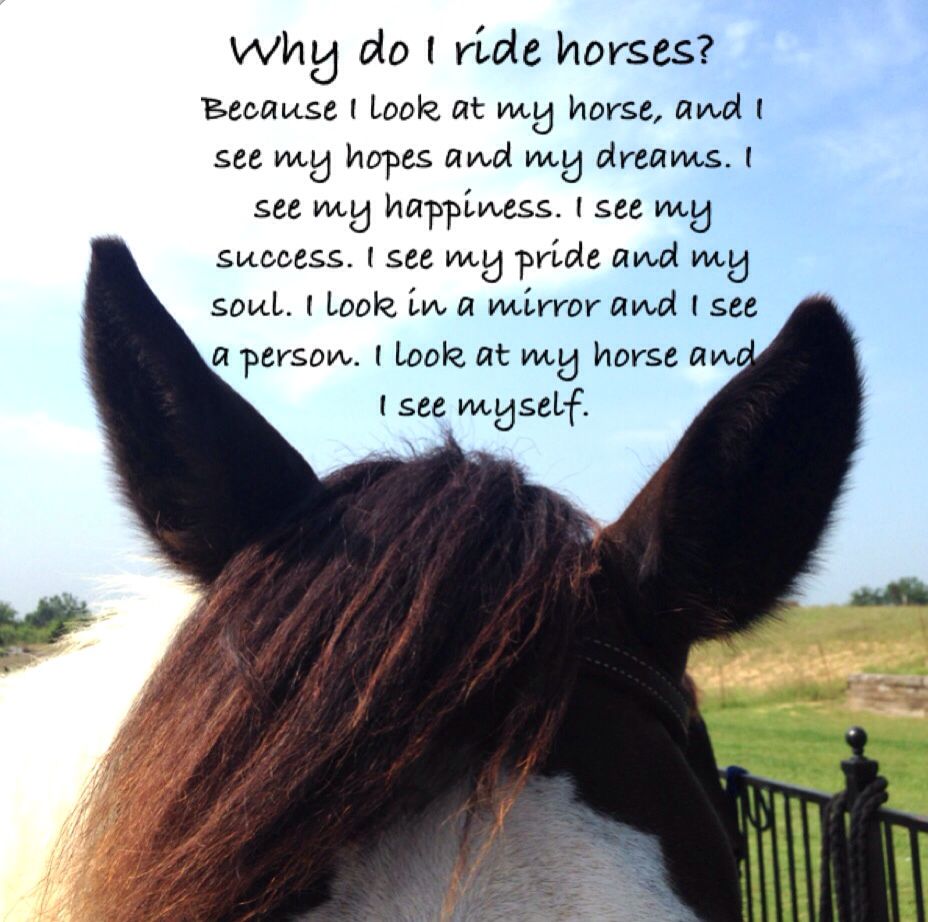 Why do I ride horses?
Because I look at my horse, and I
see my hopes and my dreams. I
see my happiness. I see my
success. I see my pride and my
soul. I look in a mirror and I see
a person. I look at my horse and
I see myself.